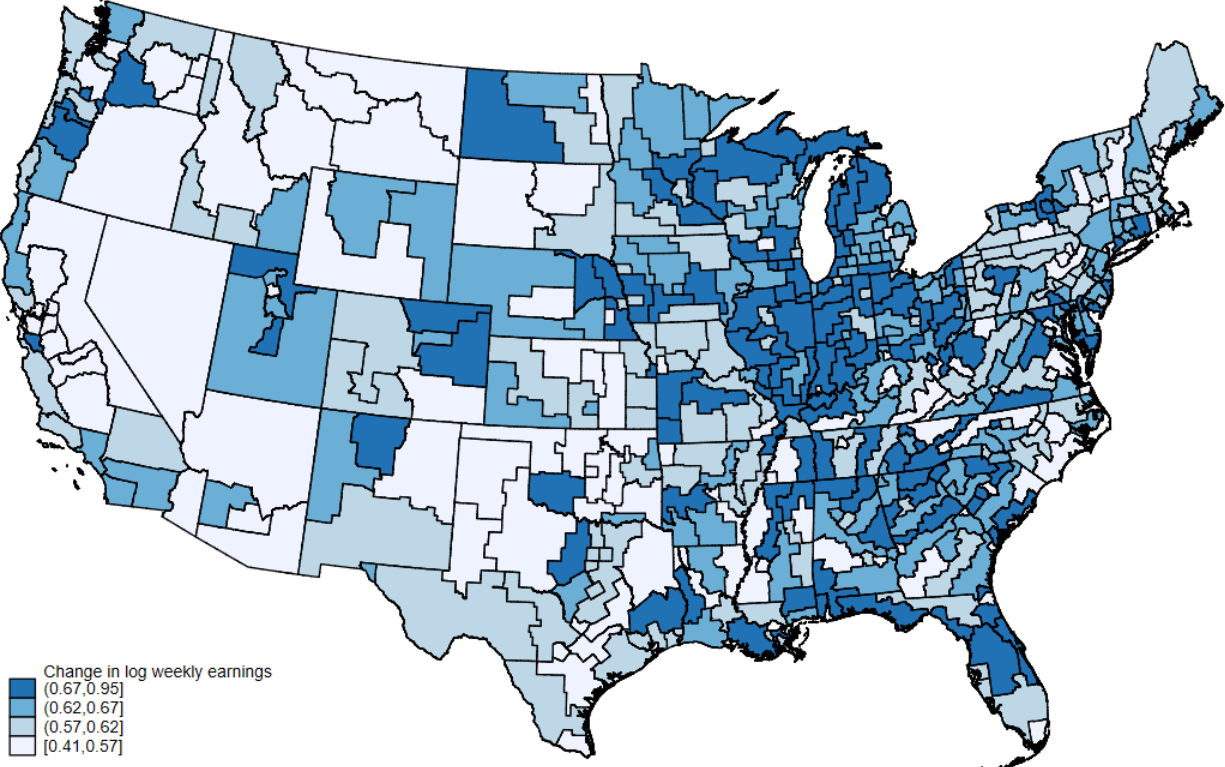 Change in log weekly earnings
(0.67,0.95]
(0.62,0.67]
(0.57,0.62]
[0.41,0.57]